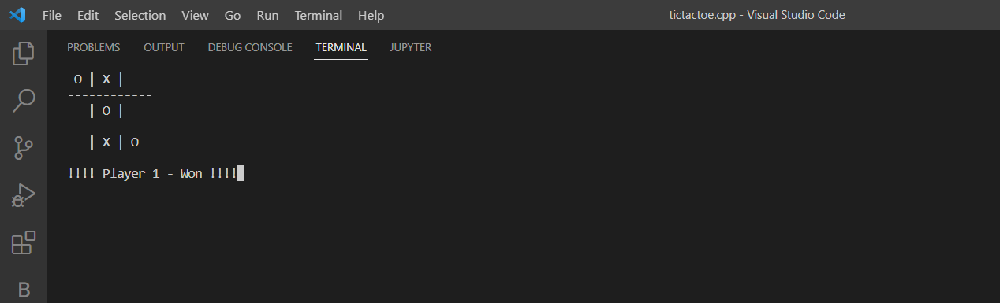 File Edit Selection View Go Run Terminal Help tictactoe.cpp - Visual Studio Code
PROBLEMS OUTPUT DEBUG CONSOLE TERMINAL JUPYTER
O | X |
------------
| O |
------------
| X | O
!!!! Player 1 - Won !!!!
B